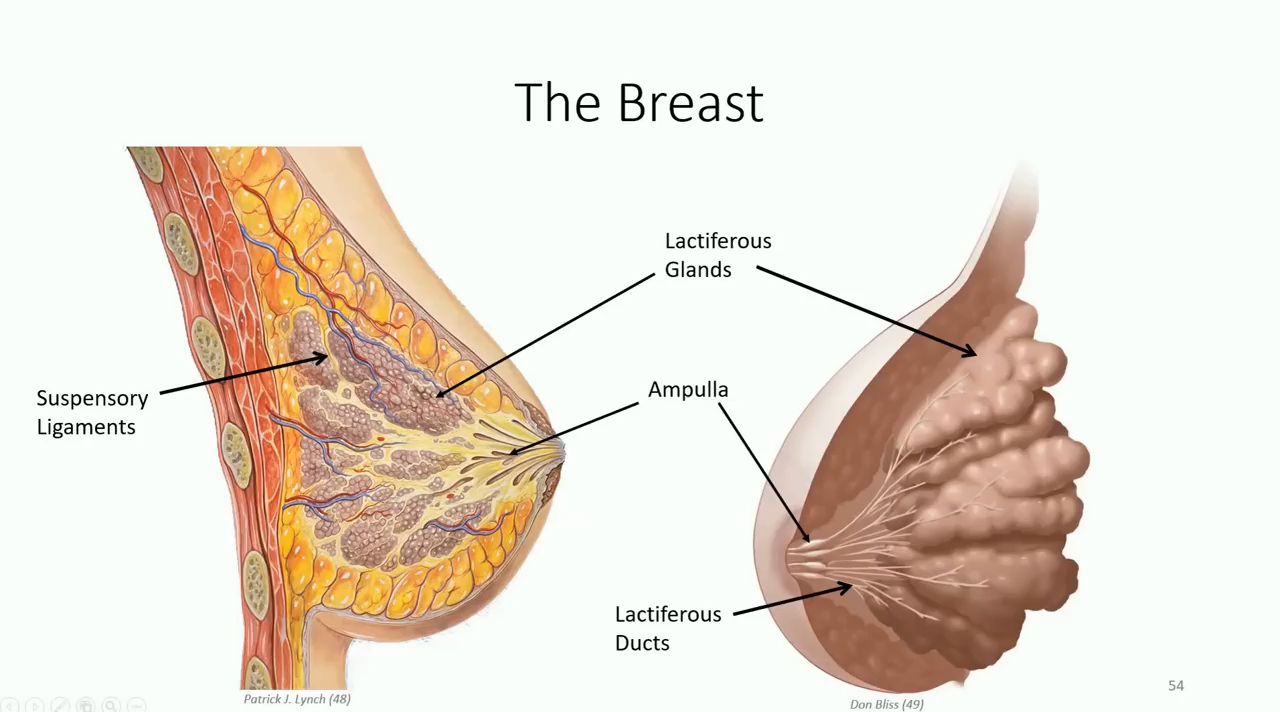 The Breast
Lactiferous
Glands
Suspensory
Ligaments
Ampulla
Lactiferous
Ducts
Patrick J. Lynch (48)
Don Bliss (49)
54